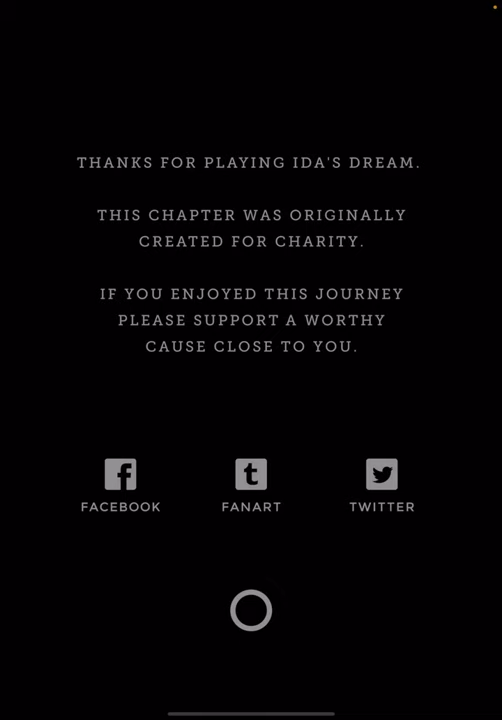 THANKS FOR PLAYING IDA'S DREAM.
THIS CHAPTER WAS ORIGINALLY
CREATED FOR CHARITY.
IF YOU ENJOYED THIS JOURNEY
PLEASE SUPPORT A WORTHY
CAUSE CLOSE TO YOU.
FACEBOOK FANART TWITTER